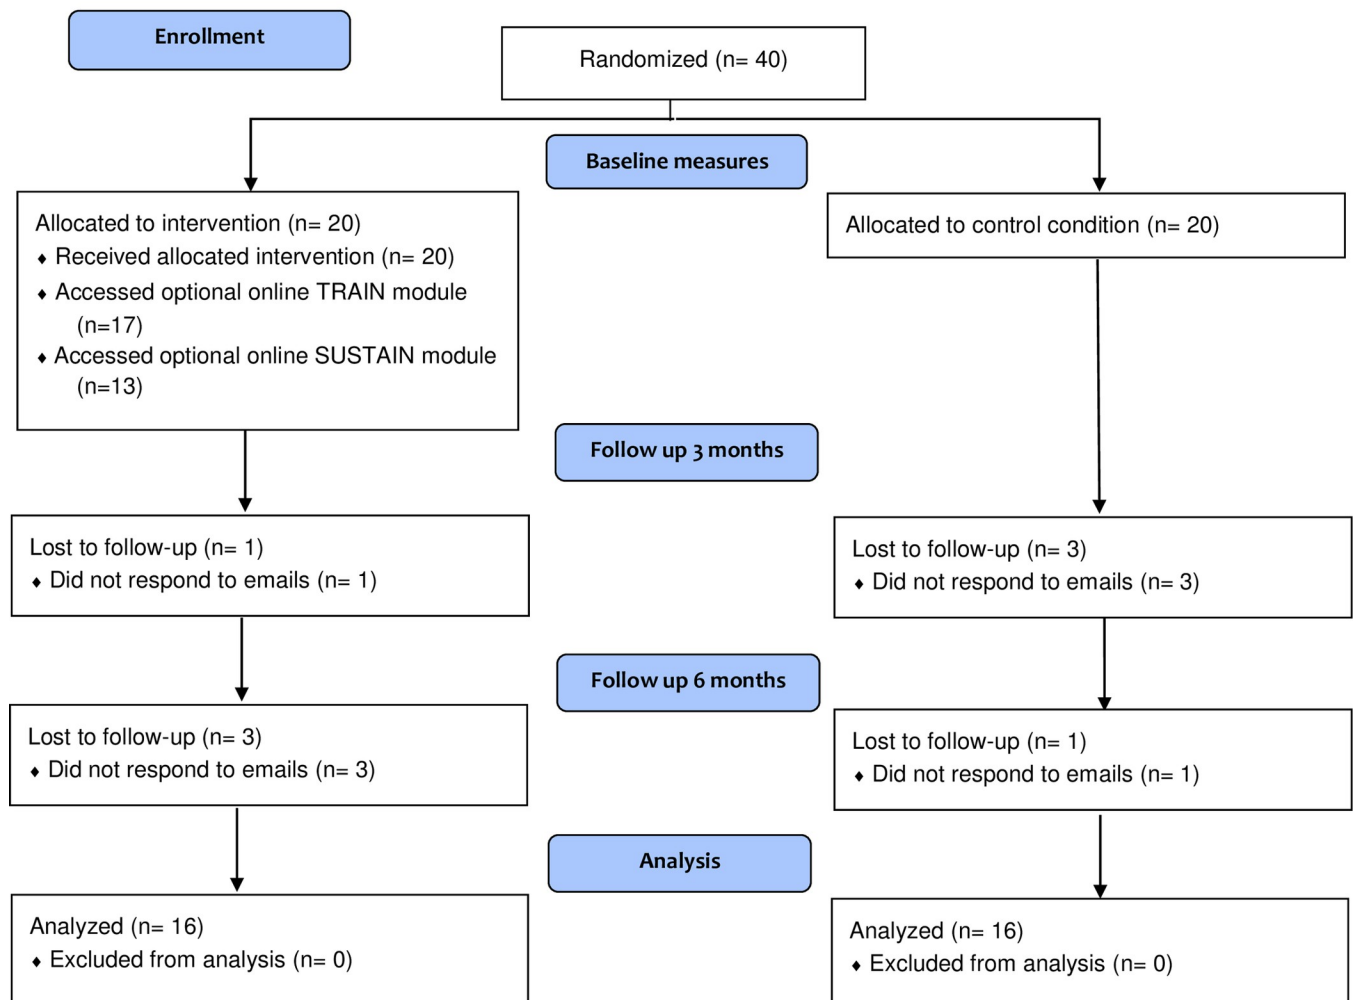 Enrollment
Randomized (n= 40)
Baseline measures
Allocated to intervention (n= 20)
♦ Received allocated intervention (n= 20)
♦ Accessed optional online TRAIN module
(n=17)
♦ Accessed optional online SUSTAIN module
(n=13)
Allocated to control condition (n= 20)
Follow up 3 months
Lost to follow-up (n= 1)
♦ Did not respond to emails (n= 1)
Lost to follow-up (n= 3)
♦ Did not respond to emails (n= 3)
Follow up 6 months
Lost to follow-up (n= 3)
♦ Did not respond to emails (n= 3)
Lost to follow-up (n= 1)
♦ Did not respond to emails (n= 1)
Analysis
Analyzed (n= 16)
♦ Excluded from analysis (n= 0)
Analyzed (n= 16)
♦ Excluded from analysis (n= 0)